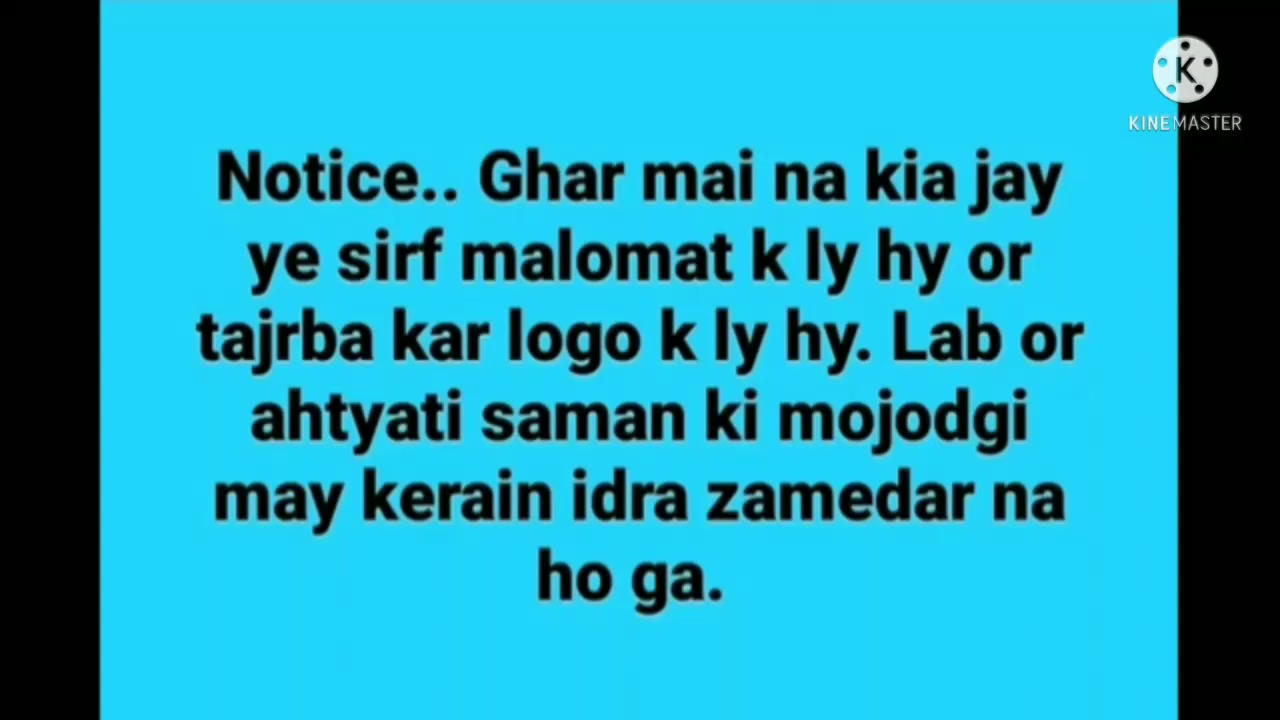 K
KINEMASTER
Notice.. Ghar mai na kia jay
ye sirf malomat k ly hy or
tajrba kar logo k ly hy. Lab or
ahtyati saman ki mojodgi
may kerain idra zamedar na
ho ga.